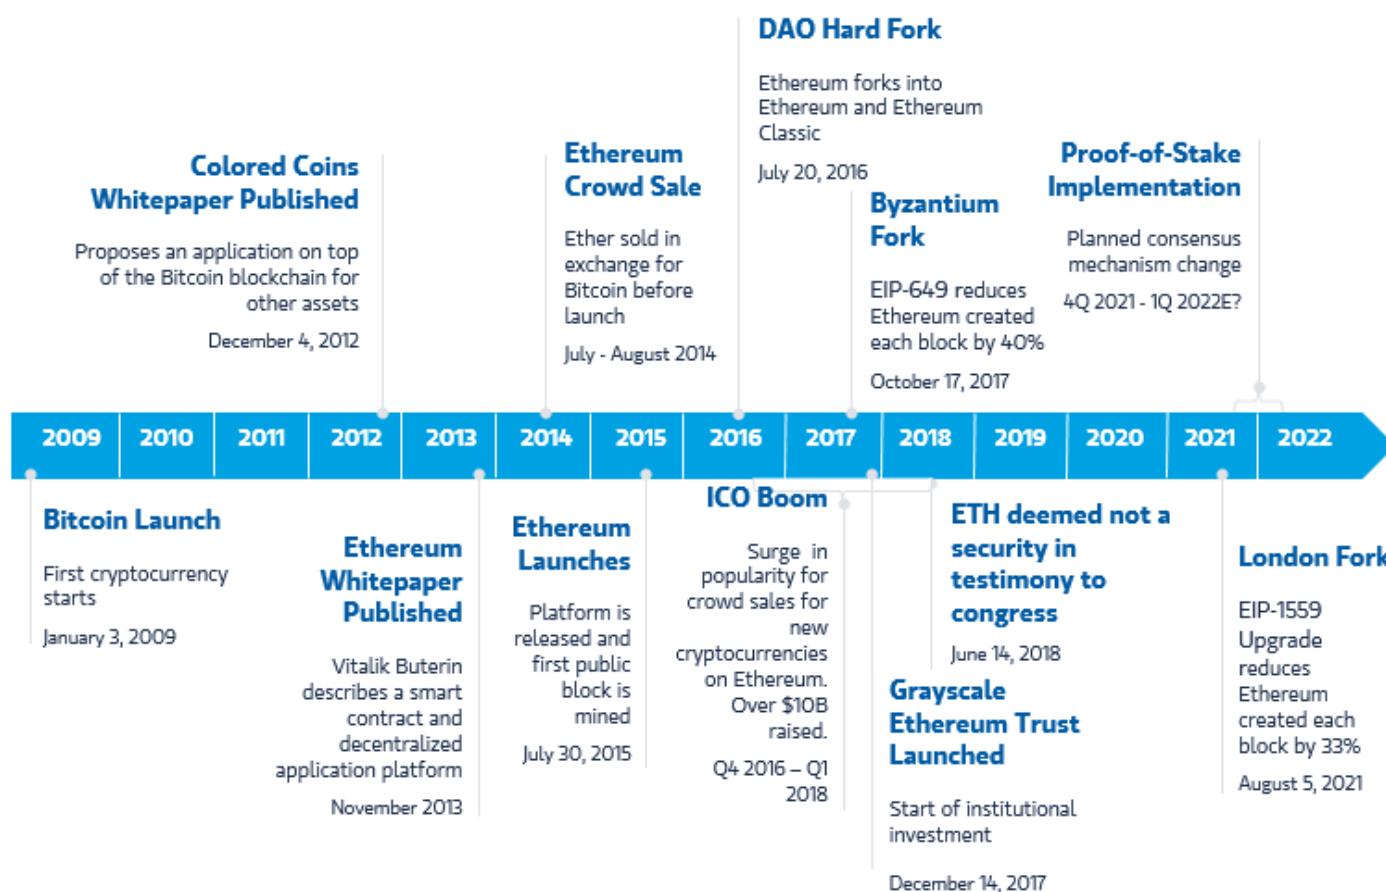 DAO Hard Fork
Ethereum forks into
Ethereum and Ethereum
Classic
July 20, 2016
Colored Coins
Whitepaper Published
Proposes an application on top
of the Bitcoin blockchain for
other assets
December 4, 2012
Ethereum
Crowd Sale
Ether sold in
exchange for
Bitcoin before
launch
July - August 2014
Byzantium
Fork
EIP-649 reduces
Ethereum created
each block by 40%
October 17, 2017
Proof-of-Stake
Implementation
Planned consensus
mechanism change
4Q 2021 - 1Q 2022E?
2009 2010 2011 2012 2013 2014 2015 2016 2017 2018 2019 2020 2021 2022
Bitcoin Launch
First cryptocurrency
starts
January 3, 2009
Ethereum
Whitepaper
Published
Vitalik Buterin
describes a smart
contract and
decentralized
application platform
November 2013
Ethereum
Launches
Platform is
released and
first public
block is
mined
July 30, 2015
ICO Boom
Surge in
popularity for
crowd sales for
new
cryptocurrencies
on Ethereum.
Over $10B
raised.
Q4 2016 – Q1
2018
ETH deemed not a
security in
testimony to
congress
June 14, 2018
Grayscale
Ethereum Trust
Launched
Start of institutional
investment
December 14, 2017
London Fork
EIP-1559
Upgrade
reduces
Ethereum
created each
block by 33%
August 5, 2021